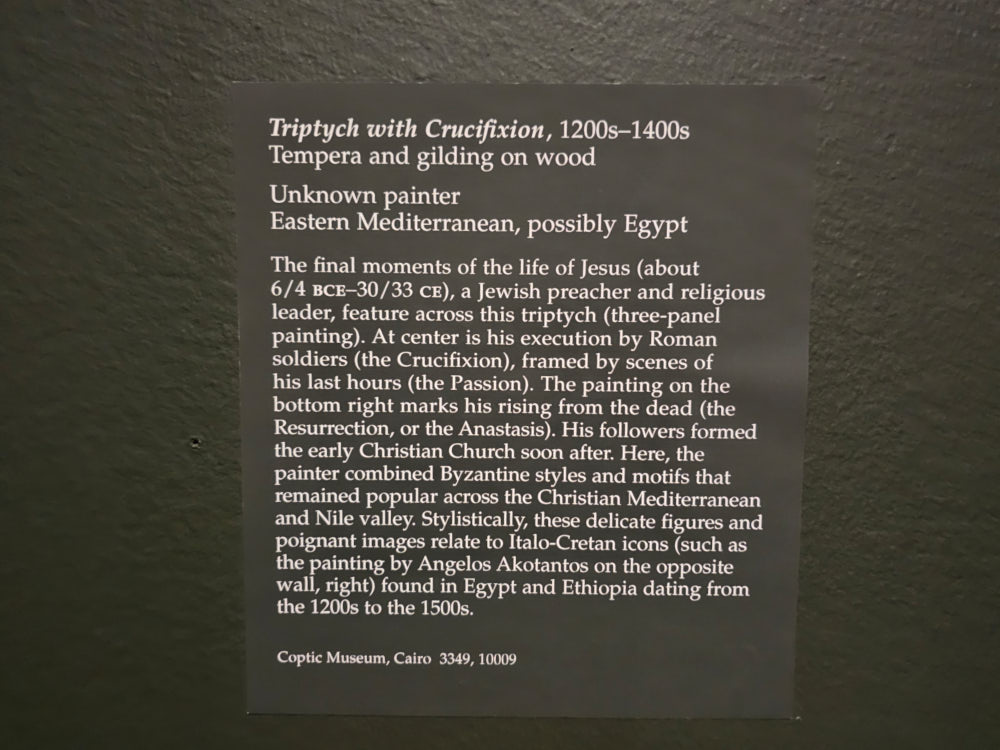 Triptych with Crucifixion, 1200s–1400s
Tempera and gilding on wood
Unknown painter
Eastern Mediterranean, possibly Egypt
The final moments of the life of Jesus (about
6/4 BCE–30/33 CE), a Jewish preacher and religious
leader, feature across this triptych (three-panel
painting). At center is his execution by Roman
soldiers (the Crucifixion), framed by scenes of
his last hours (the Passion). The painting on the
bottom right marks his rising from the dead (the
Resurrection, or the Anastasis). His followers formed
the early Christian Church soon after. Here, the
painter combined Byzantine styles and motifs that
remained popular across the Christian Mediterranean
and Nile valley. Stylistically, these delicate figures and
poignant images relate to Italo-Cretan icons (such as
the painting by Angelos Akotantos on the opposite
wall, right) found in Egypt and Ethiopia dating from
the 1200s to the 1500s.
Coptic Museum, Cairo 3349, 10009